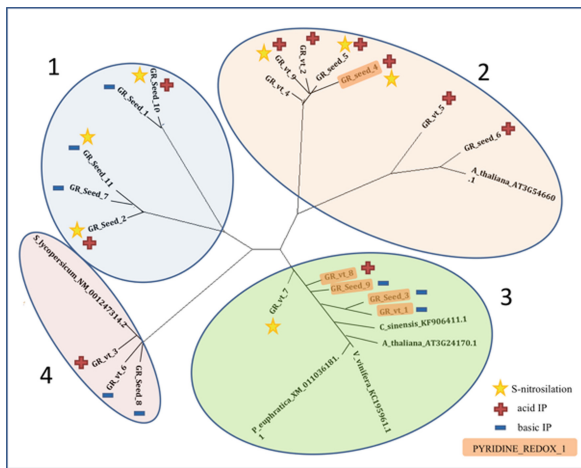 1
GR_Seed_10
GR_Seed_1
GR_Seed_11
GR_Seed_7
GR_Seed_2
2
GR_vt_9
GR_vt_2
GR_seed_5
GR_vt_4
GR_seed_4
GR_vt_5
GR_seed_6
A_thaliana_AT3G54660
.1
3
GR_vt_8
GR_Seed_9
GR_Seed_3
GR_vt_1
GR_vt_7
C_sinensis_KF906411.1
A_thaliana_AT3G24170.1
V_vinifera_KC195961.1
P_euphratica_XM_011036181.
1
4
S_lycopersicum_NM_001247314.2
GR_vt_3
GR_vt_6
GR_Seed_8
S-nitrosilation
acid IP
basic IP
PYRIDINE_REDOX_1